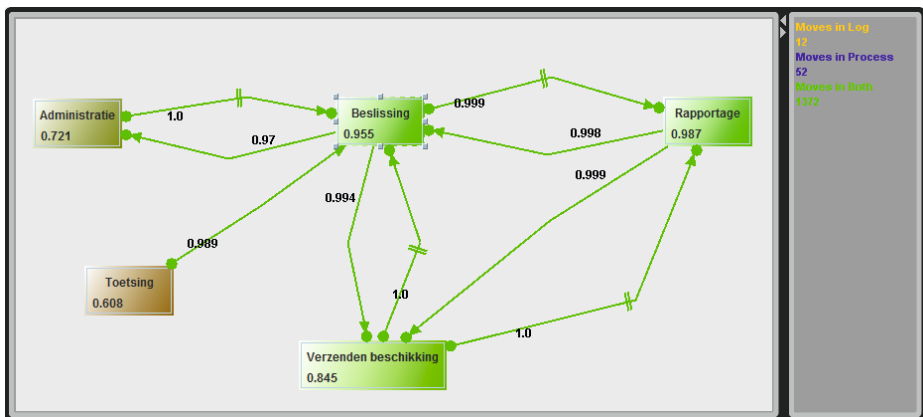 Moves in Log
12
Moves in Process
52
Moves in Both
1372
Administratie
0.721
1.0
0.97
Beslissing
0.955
0.999
0.998
Rapportage
0.987
0.999
0.994
0.989
Toetsing
0.608
1.0
1.0
Verzenden beschikking
0.845